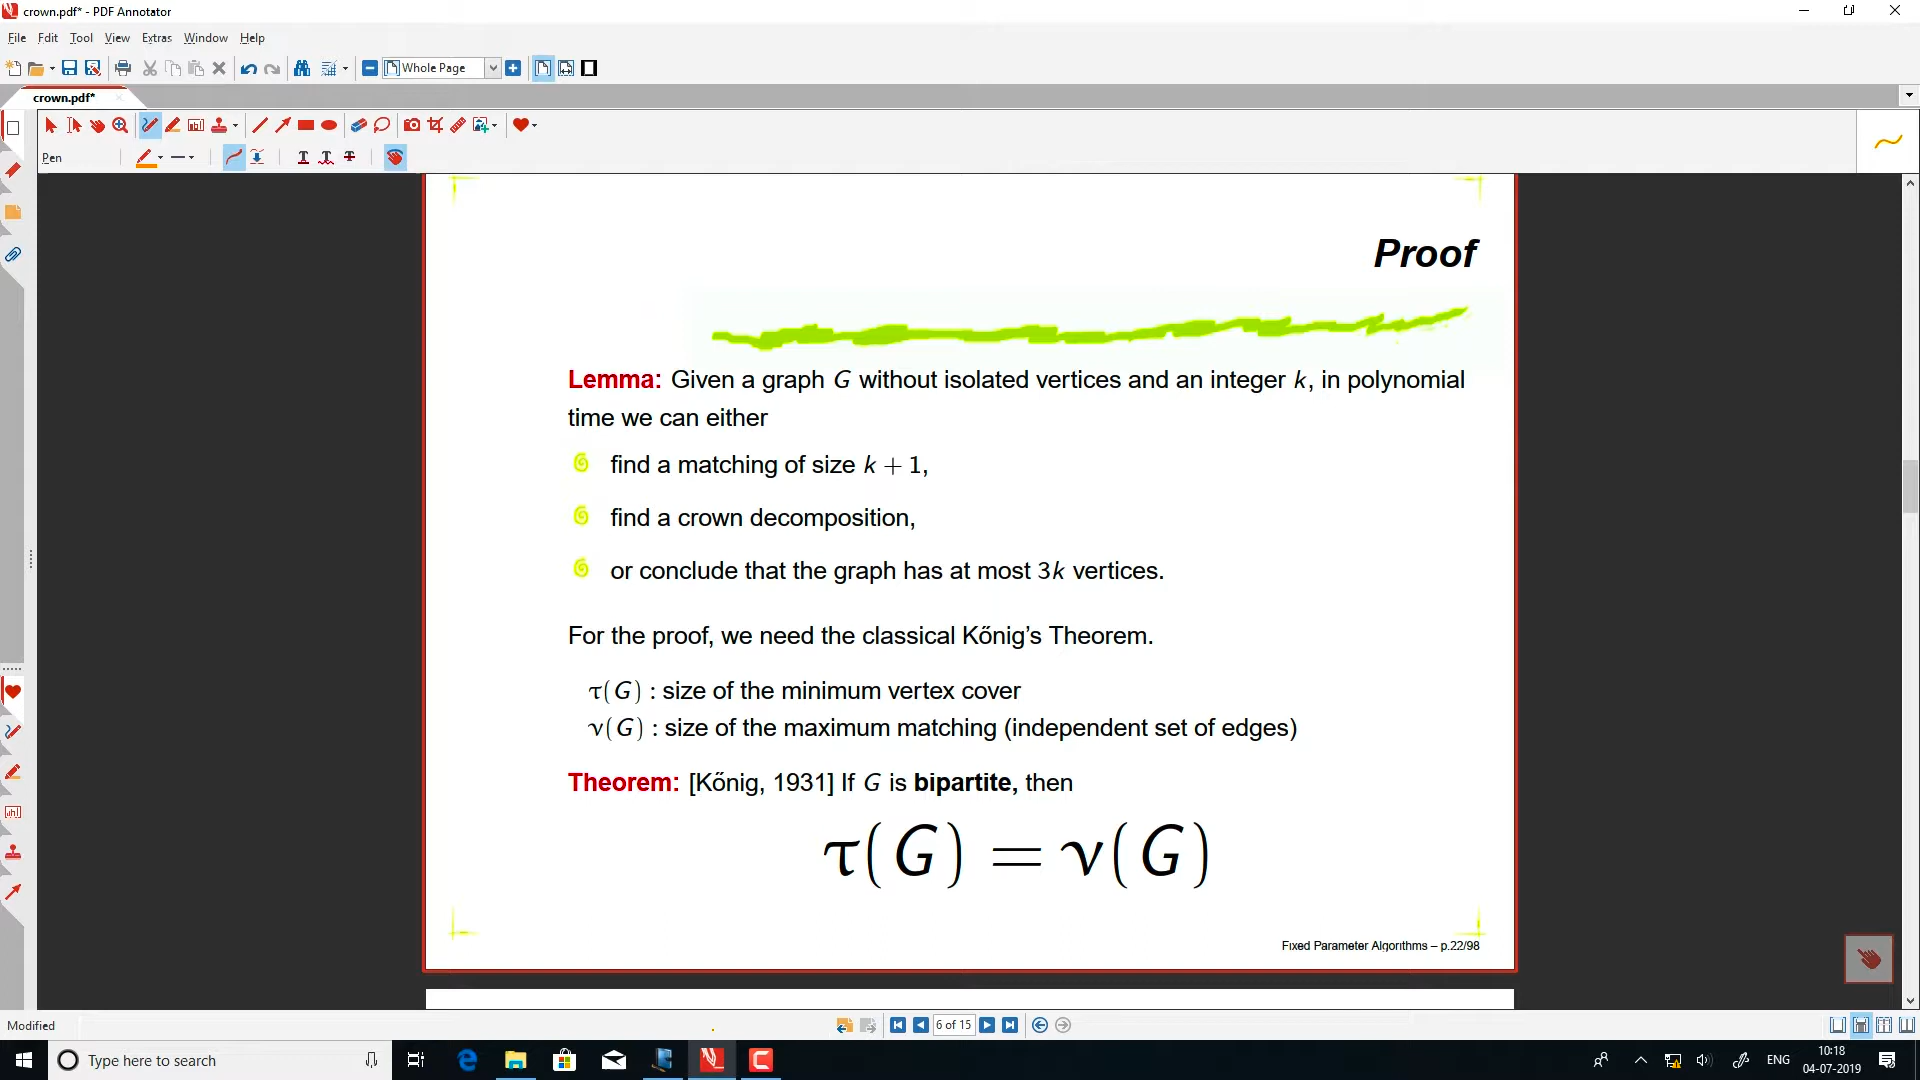 crown.pdf* - PDF Annotator
File Edit Tool View Extras Window Help
Whole Page
crown.pdf*
Pen
Proof
Lemma: Given a graph G without isolated vertices and an integer k, in polynomial
time we can either
find a matching of size k + 1,
find a crown decomposition,
or conclude that the graph has at most 3k vertices.
For the proof, we need the classical Kőnig’s Theorem.
τ(G) : size of the minimum vertex cover
ν(G) : size of the maximum matching (independent set of edges)
Theorem: [Kőnig, 1931] If G is bipartite, then
τ(G) = ν(G)
Fixed Parameter Algorithms – p.22/98
Modified
6 of 15
Type here to search
ENG
10:18
04-07-2019